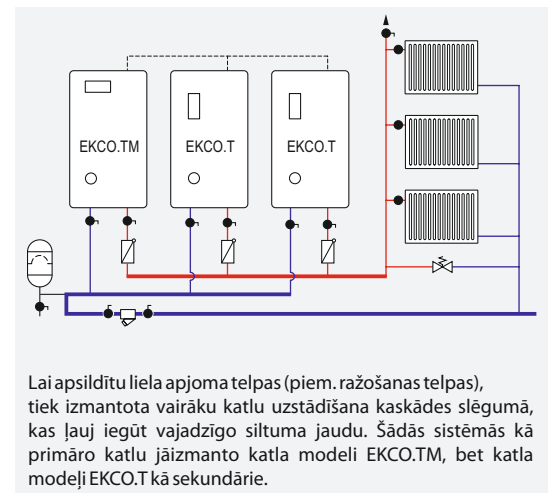 EKCO.TM EKCO.T EKCO.T
Lai apsildītu liela apjoma telpas (piem. ražošanas telpas),
tiek izmantota vairāku katlu uzstādīšana kaskādes slēgumā,
kas ļauj iegūt vajadzīgo siltuma jaudu. Šādās sistēmās kā
primāro katlu jāizmanto katla modeli EKCO.TM, bet katla
modeļi EKCO.T kā sekundārie.